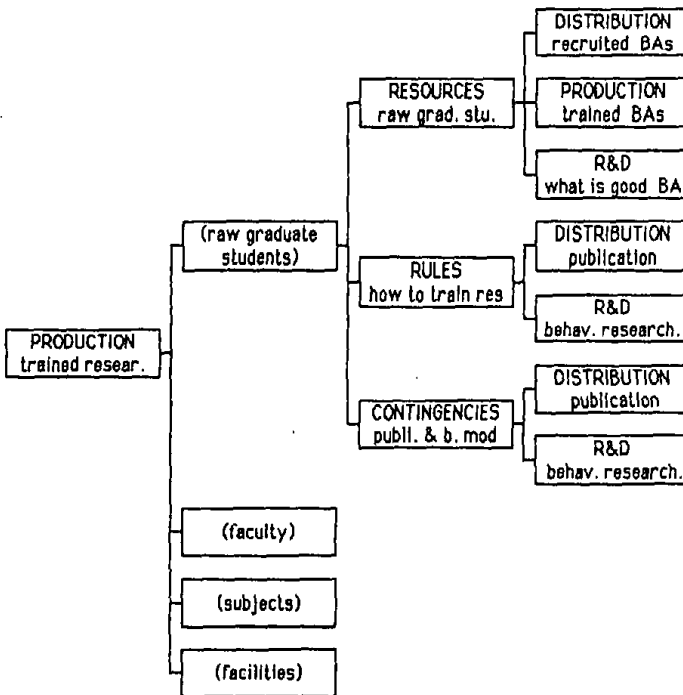 DISTRIBUTION
recruited BAs
RESOURCES
raw grad. stu.
PRODUCTION
trained BAs
R&D
what is good BA
(raw graduate
students)
DISTRIBUTION
publication
RULES
how to train res
R&D
behav. research.
PRODUCTION
trained resear.
DISTRIBUTION
publication
CONTINGENCIES
publ. & b. mod
R&D
behav. research.
(faculty)
(subjects)
(facilities)